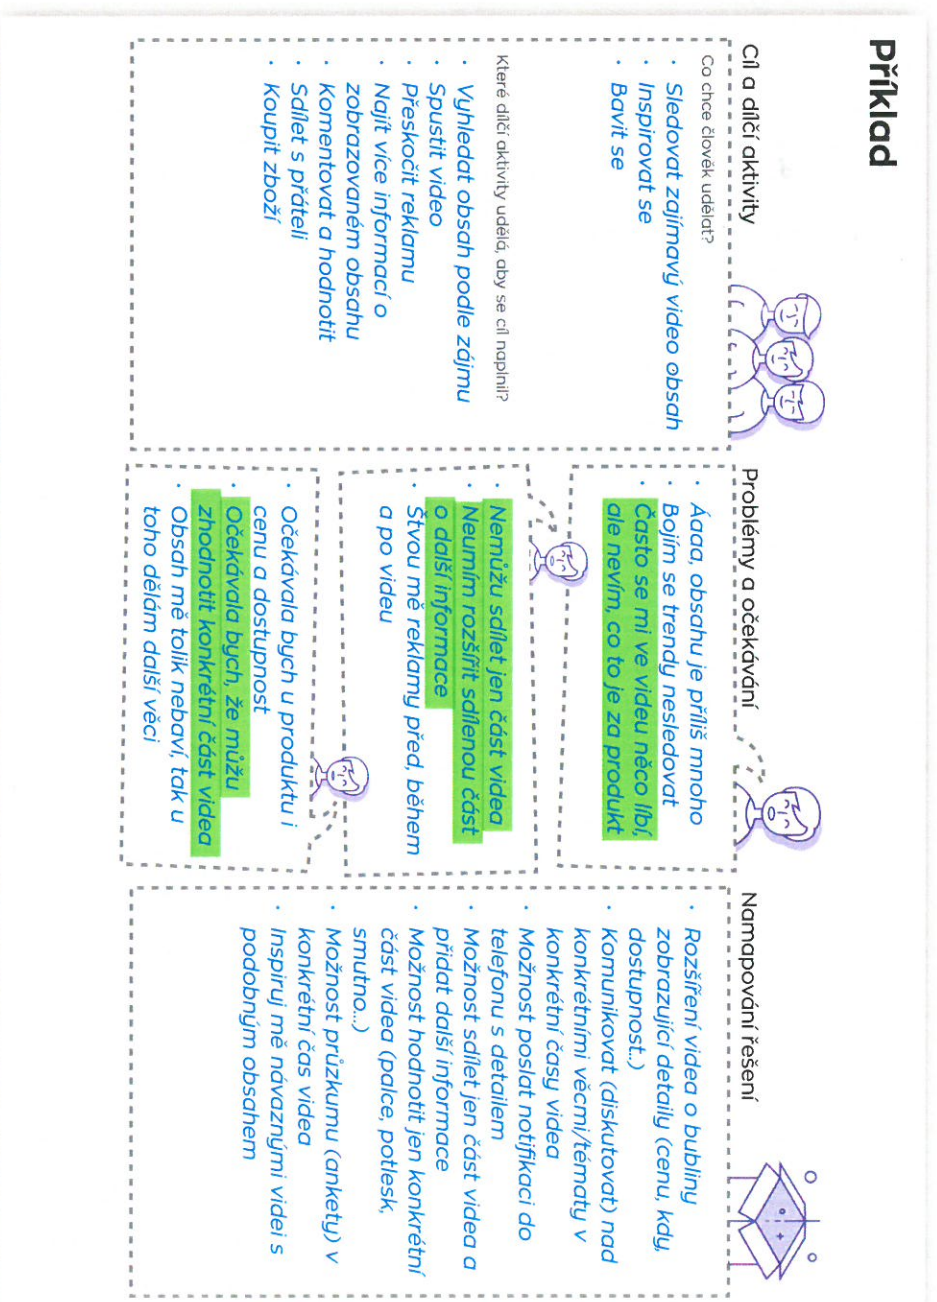 Příklad
Cíl a dílčí aktivity
Co chce člověk udělat?
· Sledovat zajímavý video obsah
· Inspirovat se
· Bavit se
Které dílčí aktivity udělá, aby se cíl naplnil?
· Vyhledat obsah podle zájmu
· Spustit video
· Přeskočit reklamu
· Najít více informací o
zobrazovaném obsahu
· Komentovat a hodnotit
· Sdílet s přáteli
· Koupit zboží
Problémy a očekávání
· Áaaa, obsahu je příliš mnoho
· Bojím se trendy nesledovat
· Často se mi ve videu něco líbí,
ale nevím, co to je za produkt
· Nemůžu sdílet jen část videa
· Neumím rozšířit sdílenou část
o další informace
· Štvou mě reklamy před, během
a po videu
· Očekávala bych u produktu i
cenu a dostupnost
· Očekávala bych, že můžu
zhodnotit konkrétní část videa
· Obsah mě tolik nebaví, tak u
toho dělám další věci
Namapování řešení
· Rozšíření videa o bubliny
zobrazující detaily (cenu, kdy,
dostupnost..)
· Komunikovat (diskutovat) nad
konkrétními věcmi/tématy v
konkrétní časy videa
· Možnost poslat notifikaci do
telefonu s detailem
· Možnost sdílet jen část videa a
přidat další informace
· Možnost hodnotit jen konkrétní
část videa (palce, potlesk,
smutno...)
· Možnost průzkumu (ankety) v
konkrétní čas videa
· Inspiruj mě návaznými videi s
podobným obsahem